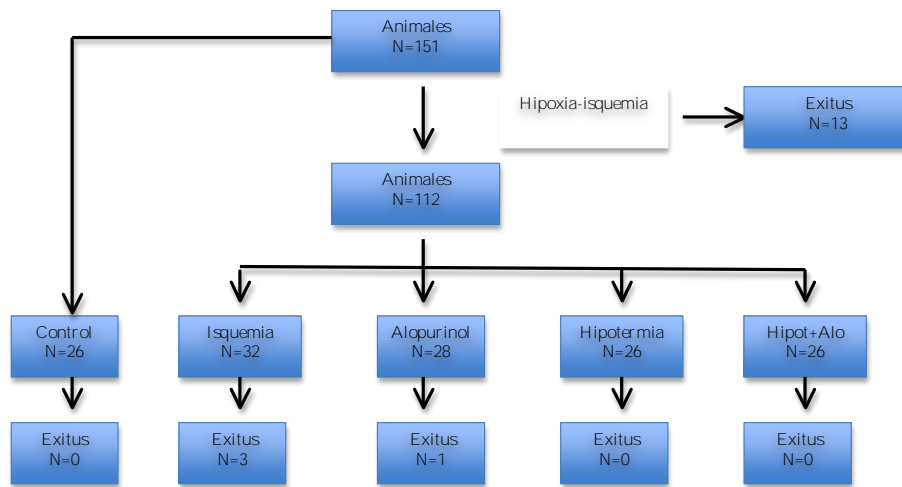 Animales
N=151
Hipoxia-isquemia
Exitus
N=13
Animales
N=112
Control
N=26
Isquemia
N=32
Alopurinol
N=28
Hipotermia
N=26
Hipot+Alo
N=26
Exitus
N=0
Exitus
N=3
Exitus
N=1
Exitus
N=0
Exitus
N=0